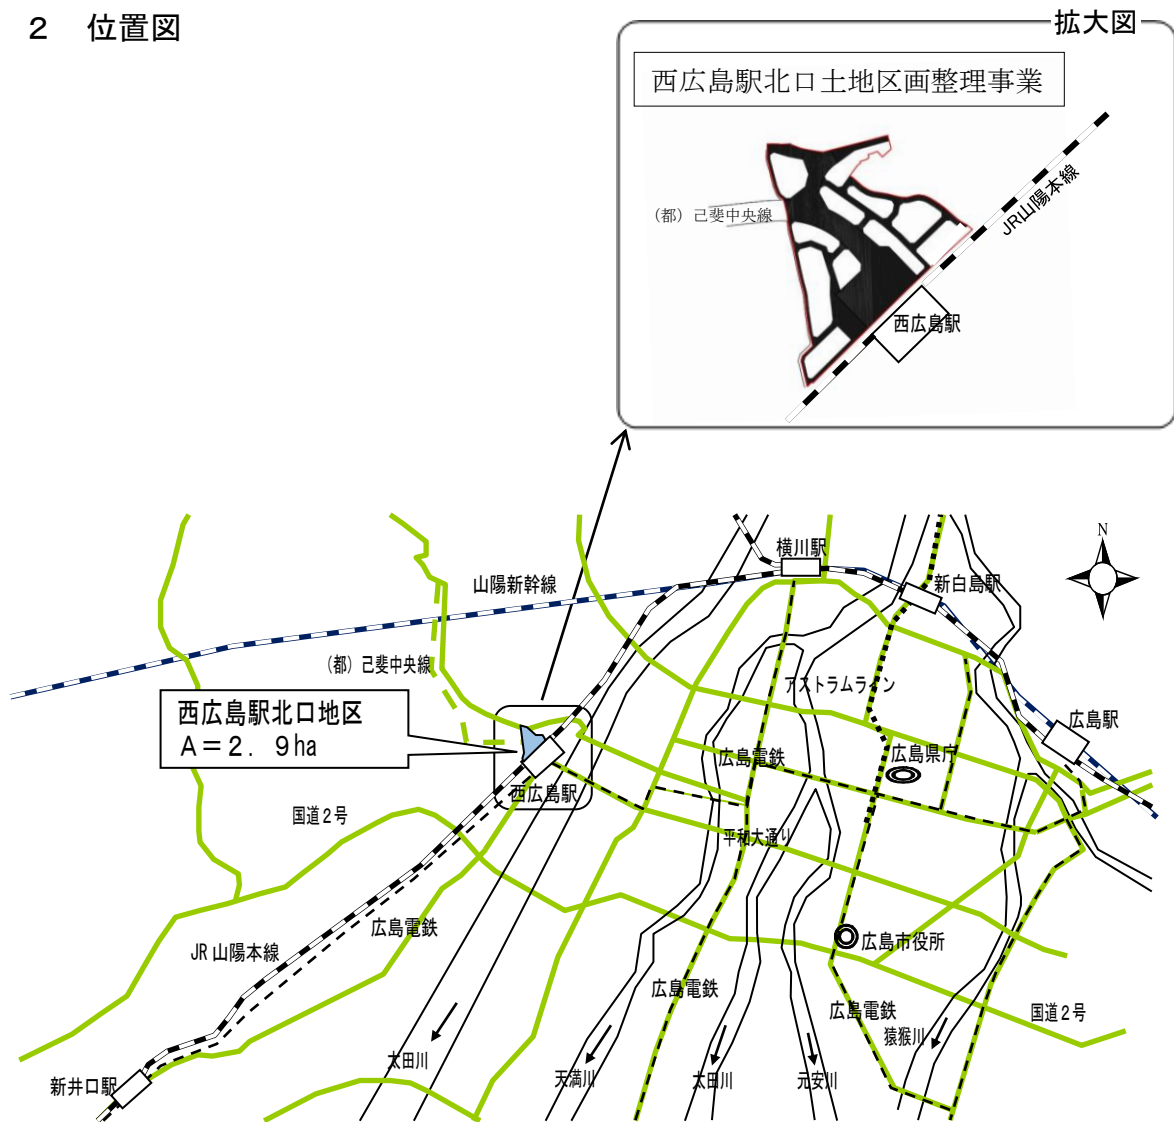 ２　位置図
拡大図
西広島駅北口土地区画整理事業
（都）己斐中央線
JR山陽本線
西広島駅
N
横川駅
新白島駅
山陽新幹線
（都）己斐中央線
アストラムライン
西広島駅北口地区
Ａ＝２．９ha
広島駅
広島電鉄
広島県庁
西広島駅
国道２号
平和大通り
広島電鉄
JR 山陽本線
広島市役所
広島電鉄
広島電鉄
国道２号
猿猴川
太田川
新井口駅
天満川
太田川
元安川